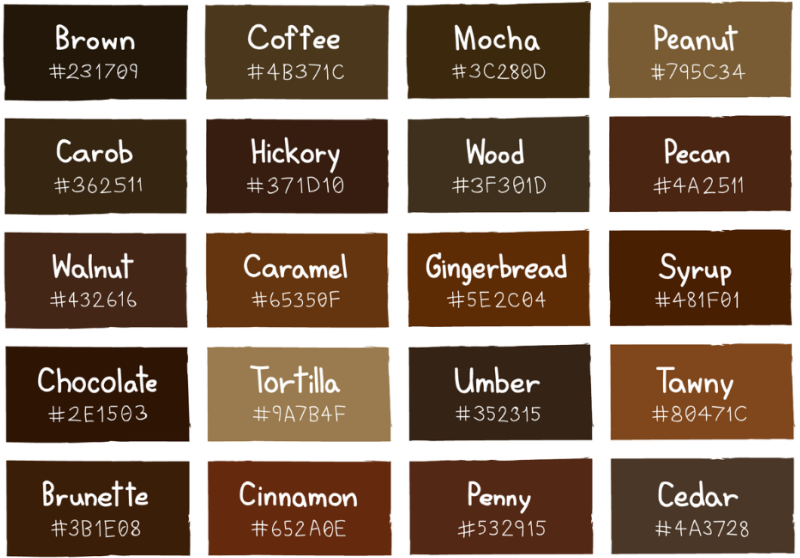 Brown
#231709
Coffee
#4B371C
Mocha
#3C280D
Peanut
#795C34
Carob
#362511
Hickory
#371D10
Wood
#3F301D
Pecan
#4A2511
Walnut
#432616
Caramel
#65350F
Gingerbread
#5E2C04
Syrup
#481F01
Chocolate
#2E1503
Tortilla
#9A7B4F
Umber
#352315
Tawny
#80471C
Brunette
#3B1E08
Cinnamon
#652A0E
Penny
#532915
Cedar
#4A3728